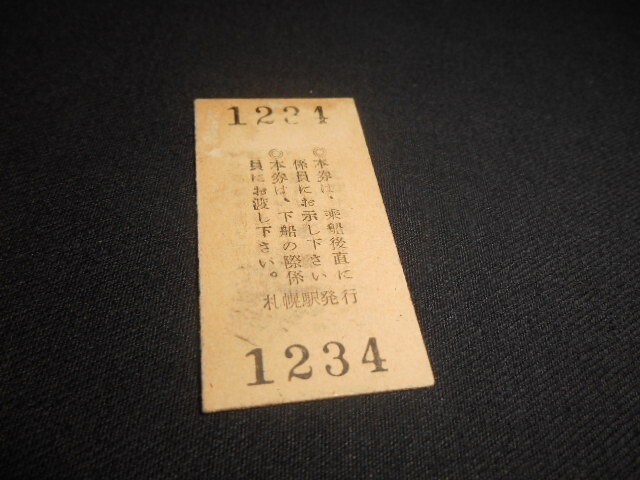 1234
◎本券は、乗船後直に
係員にお示し下さい
◎本券は、下船の際係
員にお渡し下さい。
札幌駅発行
1234